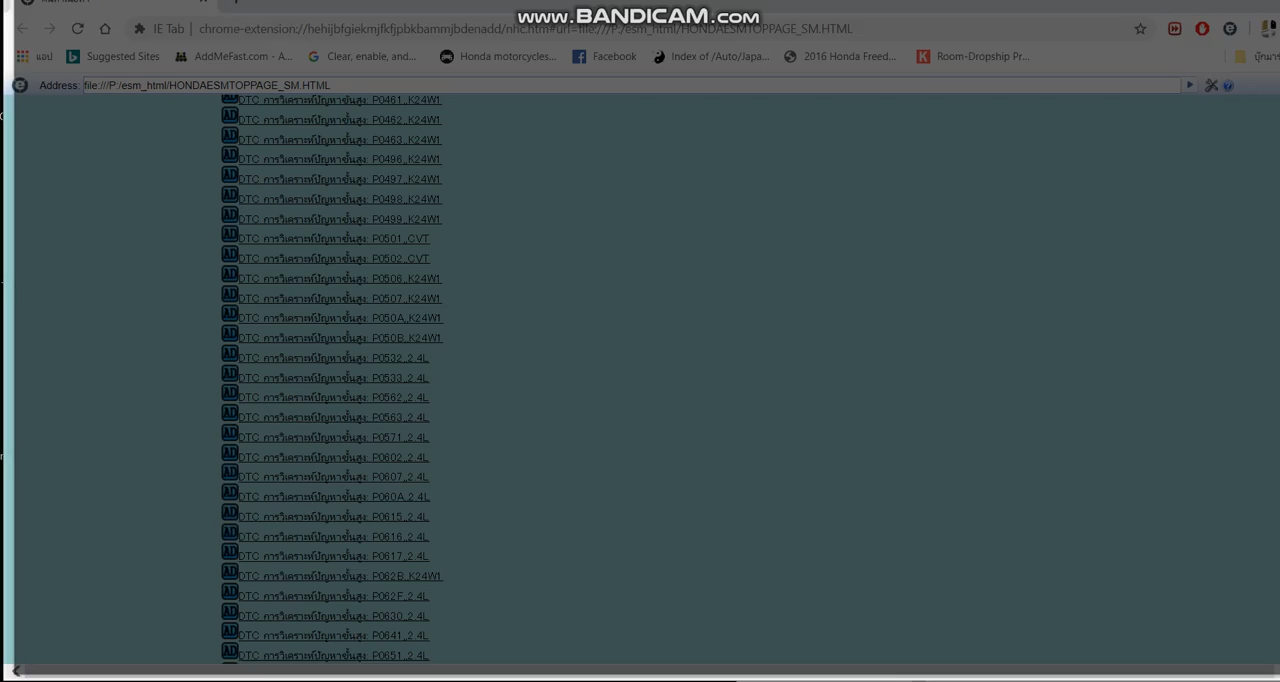 www.BANDICAM.com
IE Tab | chrome-extension://hehijbfgiekmjfkfjpbkbammjbdenadd/nhc.htm#url=file:///P:/esm_html/HONDAESMTOPPAGE_SM.HTML
แอป Suggested Sites AddMeFast.com - A... Clear, enable, and... Honda motorcycles... Facebook Index of /Auto/Japa... 2016 Honda Freed... Room-Dropship Pr...
Address: file:///P:/esm_html/HONDAESMTOPPAGE_SM.HTML
AD DTC การวิเคราะห์ปัญหาขั้นสูง: P0461_K24W1
AD DTC การวิเคราะห์ปัญหาขั้นสูง: P0462_K24W1
AD DTC การวิเคราะห์ปัญหาขั้นสูง: P0463_K24W1
AD DTC การวิเคราะห์ปัญหาขั้นสูง: P0496_K24W1
AD DTC การวิเคราะห์ปัญหาขั้นสูง: P0497_K24W1
AD DTC การวิเคราะห์ปัญหาขั้นสูง: P0498_K24W1
AD DTC การวิเคราะห์ปัญหาขั้นสูง: P0499_K24W1
AD DTC การวิเคราะห์ปัญหาขั้นสูง: P0501_CVT
AD DTC การวิเคราะห์ปัญหาขั้นสูง: P0502_CVT
AD DTC การวิเคราะห์ปัญหาขั้นสูง: P0506_K24W1
AD DTC การวิเคราะห์ปัญหาขั้นสูง: P0507_K24W1
AD DTC การวิเคราะห์ปัญหาขั้นสูง: P050A_K24W1
AD DTC การวิเคราะห์ปัญหาขั้นสูง: P050B_K24W1
AD DTC การวิเคราะห์ปัญหาขั้นสูง: P0532_2.4L
AD DTC การวิเคราะห์ปัญหาขั้นสูง: P0533_2.4L
AD DTC การวิเคราะห์ปัญหาขั้นสูง: P0562_2.4L
AD DTC การวิเคราะห์ปัญหาขั้นสูง: P0563_2.4L
AD DTC การวิเคราะห์ปัญหาขั้นสูง: P0571_2.4L
AD DTC การวิเคราะห์ปัญหาขั้นสูง: P0602_2.4L
AD DTC การวิเคราะห์ปัญหาขั้นสูง: P0607_2.4L
AD DTC การวิเคราะห์ปัญหาขั้นสูง: P060A_2.4L
AD DTC การวิเคราะห์ปัญหาขั้นสูง: P0615_2.4L
AD DTC การวิเคราะห์ปัญหาขั้นสูง: P0616_2.4L
AD DTC การวิเคราะห์ปัญหาขั้นสูง: P0617_2.4L
AD DTC การวิเคราะห์ปัญหาขั้นสูง: P062B_K24W1
AD DTC การวิเคราะห์ปัญหาขั้นสูง: P062F_2.4L
AD DTC การวิเคราะห์ปัญหาขั้นสูง: P0630_2.4L
AD DTC การวิเคราะห์ปัญหาขั้นสูง: P0641_2.4L
AD DTC การวิเคราะห์ปัญหาขั้นสูง: P0651_2.4L